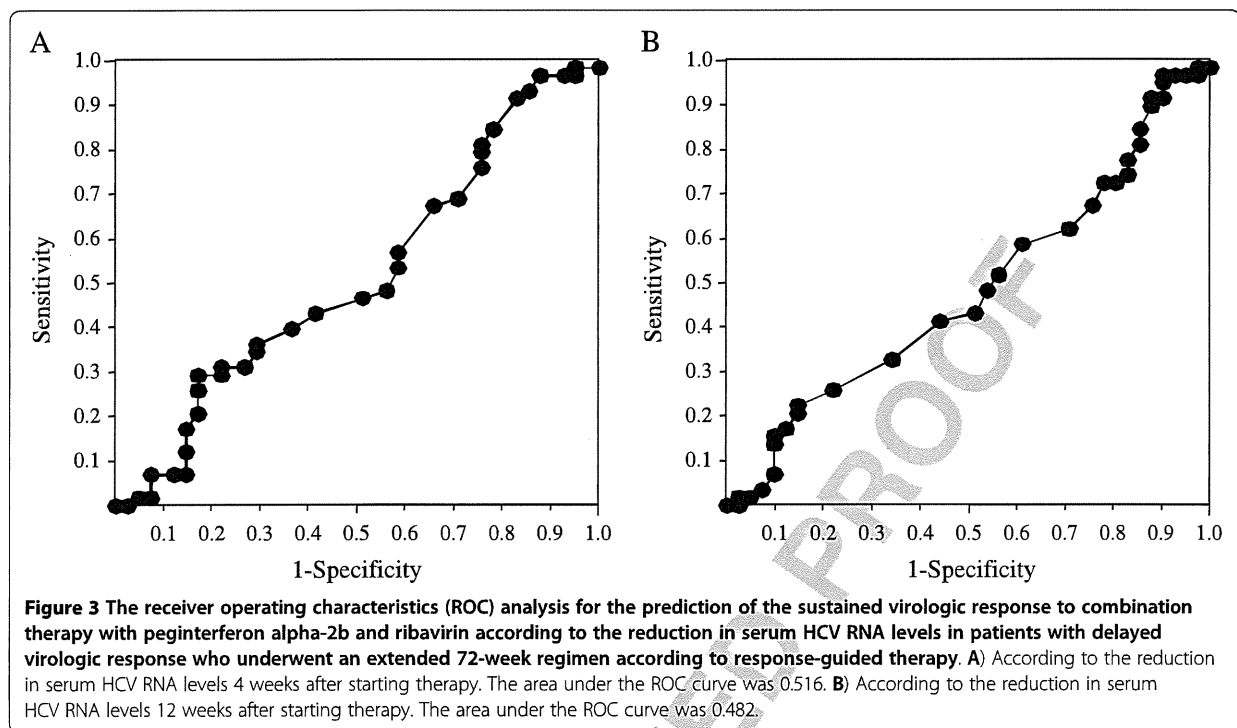 A
B
1.0
0.9
0.8
0.7
0.6
0.5
0.4
0.3
0.2
0.1
Sensitivity
0.1 0.2 0.3 0.4 0.5 0.6 0.7 0.8 0.9 1.0
1-Specificity
1.0
0.9
0.8
0.7
0.6
0.5
0.4
0.3
0.2
0.1
Sensitivity
0.1 0.2 0.3 0.4 0.5 0.6 0.7 0.8 0.9 1.0
1-Specificity
Figure 3 The receiver operating characteristics (ROC) analysis for the prediction of the sustained virologic response to combination
therapy with peginterferon alpha-2b and ribavirin according to the reduction in serum HCV RNA levels in patients with delayed
virologic response who underwent an extended 72-week regimen according to response-guided therapy. A) According to the reduction
in serum HCV RNA levels 4 weeks after starting therapy. The area under the ROC curve was 0.516. B) According to the reduction in serum
HCV RNA levels 12 weeks after starting therapy. The area under the ROC curve was 0.482.
ED PROOF